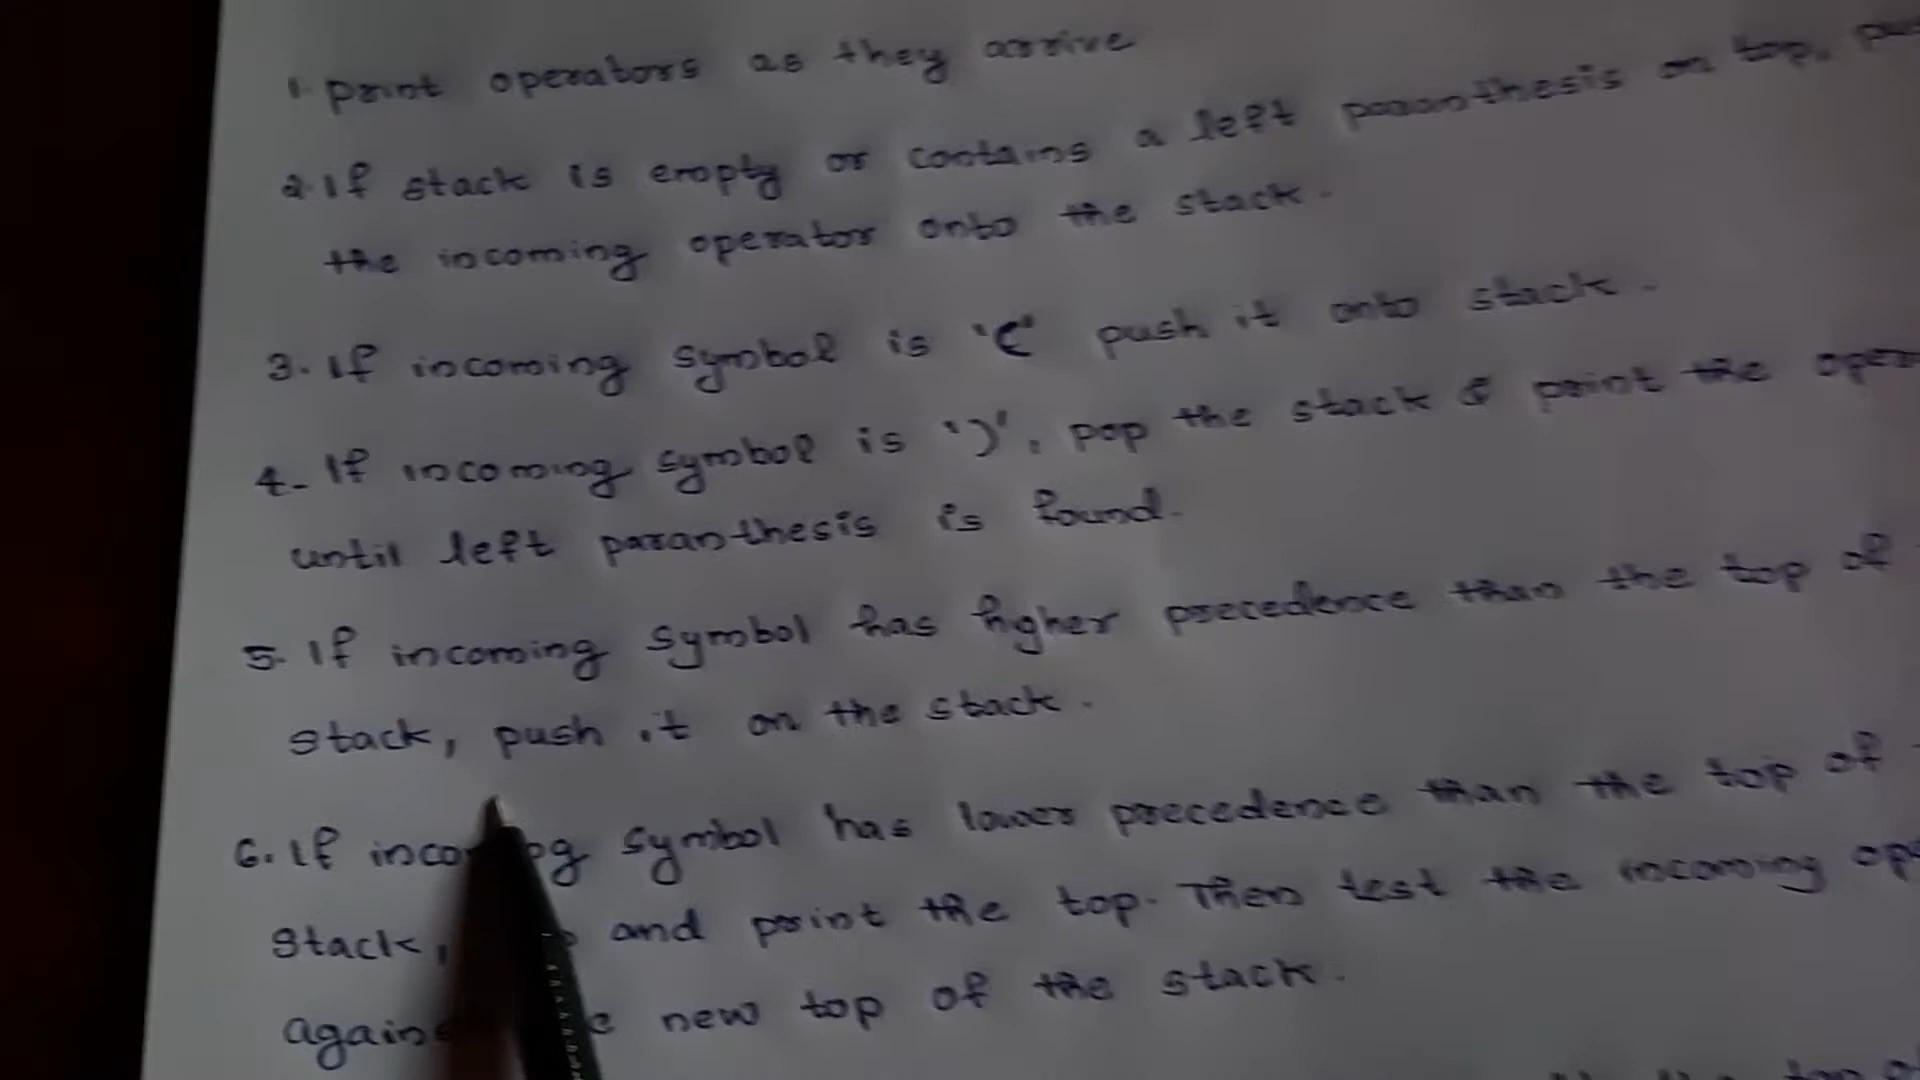 1. print operators as they arrive
2. If stack is empty or contains a left paranthesis on top,
the incoming operator onto the stack.
3. If incoming symbol is '(' push it onto stack.
4. If incoming symbol is ')', pop the stack & print the
until left paranthesis is found.
5. If incoming symbol has higher precedence than the top of
stack, push it on the stack.
6. If symbol has lower precedence than the top of
stack, and print the top. Then test the incoming
new top of the stack.